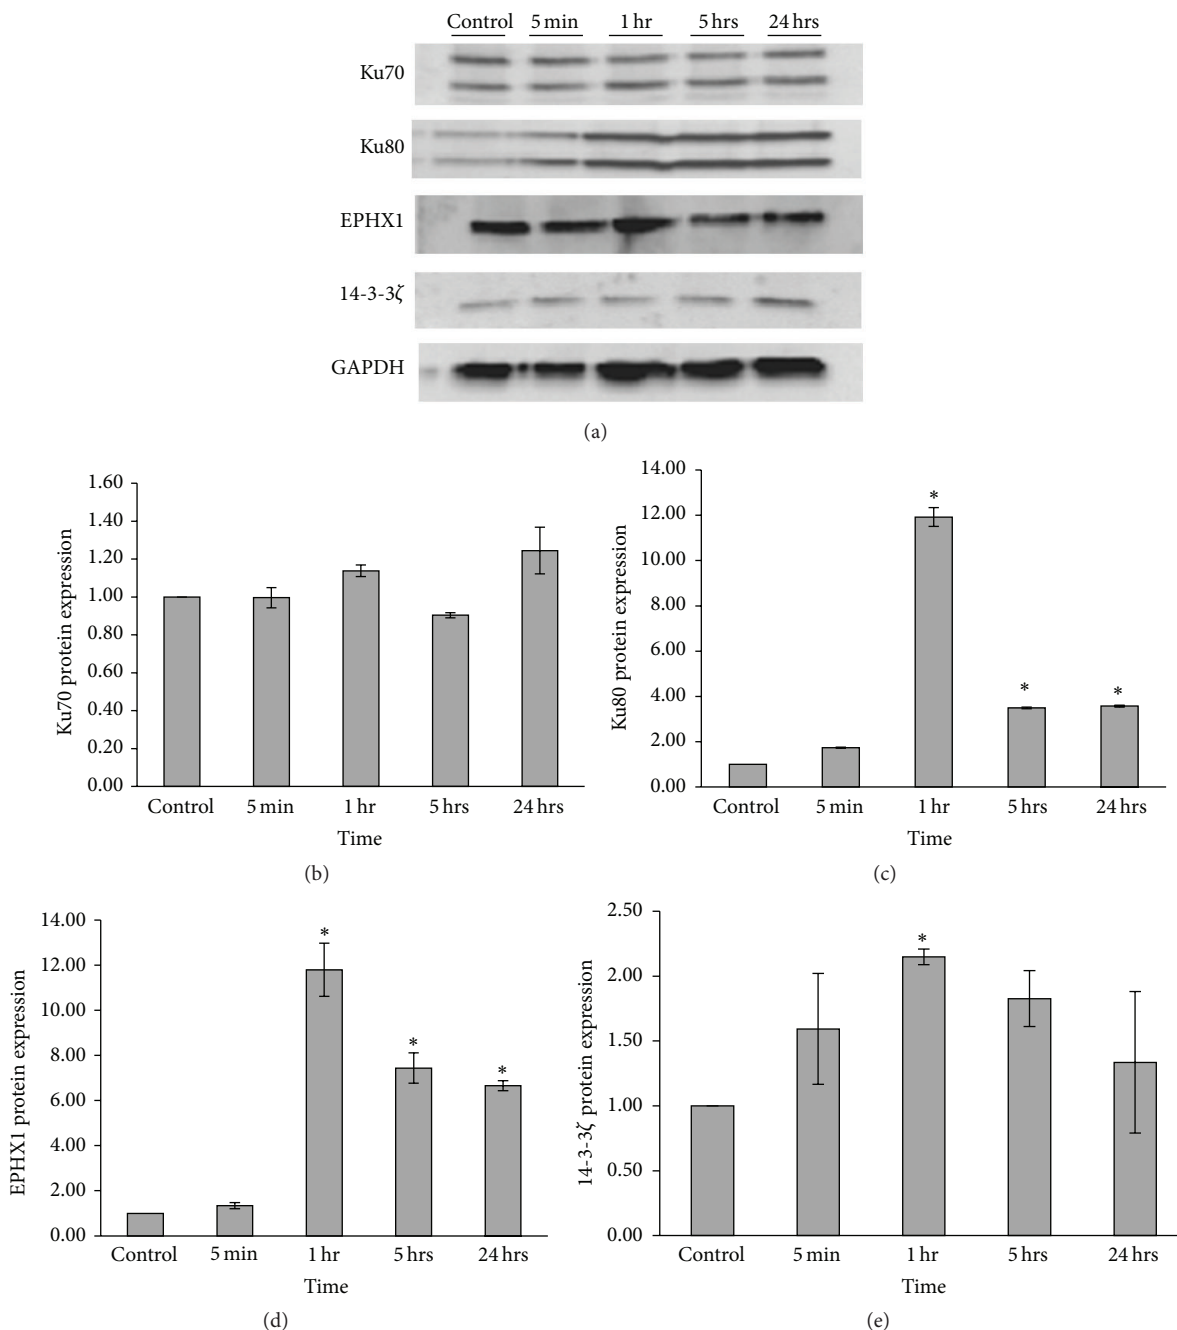 Control 5 min 1 hr 5 hrs 24 hrs
Ku70
Ku80
EPHX1
14-3-3ζ
GAPDH
(a)
Ku70 protein expression
1.60
1.40
1.20
1.00
0.80
0.60
0.40
0.20
0.00
Control 5 min 1 hr 5 hrs 24 hrs
Time
(b)
Ku80 protein expression
14.00
12.00
10.00
8.00
6.00
4.00
2.00
0.00
* * *
Control 5 min 1 hr 5 hrs 24 hrs
Time
(c)
EPHX1 protein expression
14.00
12.00
10.00
8.00
6.00
4.00
2.00
0.00
* * *
Control 5 min 1 hr 5 hrs 24 hrs
Time
(d)
14-3-3ζ protein expression
2.50
2.00
1.50
1.00
0.50
0.00
*
Control 5 min 1 hr 5 hrs 24 hrs
Time
(e)